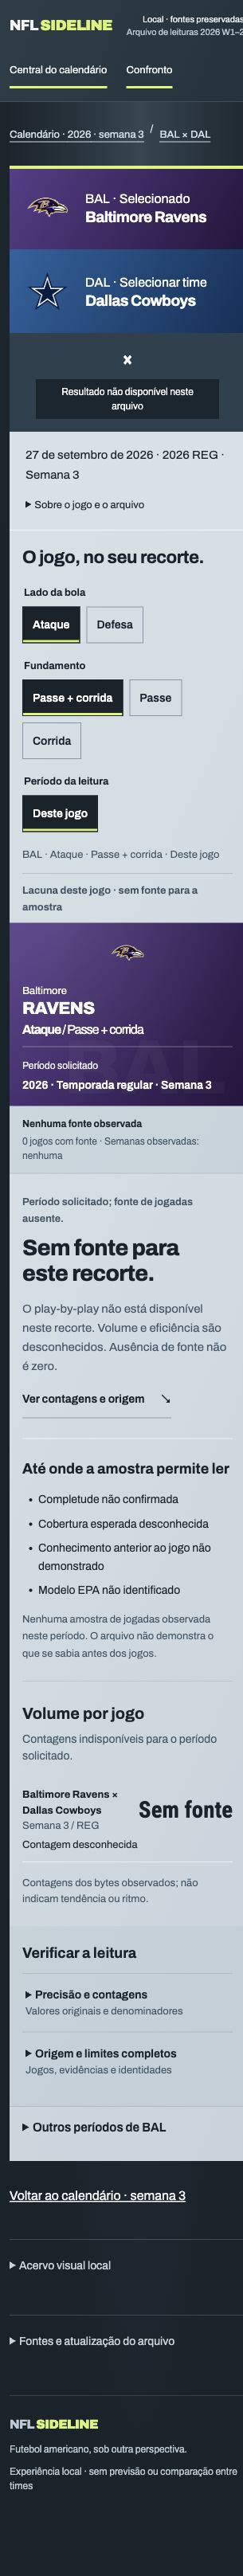 NFL SIDELINE
Local · fontes preservadas
Arquivo de leituras 2026 W1–2
Central do calendário
Confronto
Calendário · 2026 · semana 3 / BAL × DAL
BAL · Selecionado
Baltimore Ravens
DAL · Selecionar time
Dallas Cowboys
×
Resultado não disponível neste
arquivo
27 de setembro de 2026 · 2026 REG ·
Semana 3
▶ Sobre o jogo e o arquivo
O jogo, no seu recorte.
Lado da bola
Ataque
Defesa
Fundamento
Passe + corrida
Passe
Corrida
Período da leitura
Deste jogo
BAL · Ataque · Passe + corrida · Deste jogo
Lacuna deste jogo · sem fonte para a
amostra
Baltimore
RAVENS
Ataque / Passe + corrida
BAL
Período solicitado
2026 · Temporada regular · Semana 3
Nenhuma fonte observada
0 jogos com fonte · Semanas observadas:
nenhuma
Período solicitado; fonte de jogadas
ausente.
Sem fonte para
este recorte.
O play-by-play não está disponível
neste recorte. Volume e eficiência são
desconhecidos. Ausência de fonte não
é zero.
Ver contagens e origem ↘
Até onde a amostra permite ler
• Completude não confirmada
• Cobertura esperada desconhecida
• Conhecimento anterior ao jogo não
demonstrado
• Modelo EPA não identificado
Nenhuma amostra de jogadas observada
neste período. O arquivo não demonstra o
que se sabia antes dos jogos.
Volume por jogo
Contagens indisponíveis para o período
solicitado.
Baltimore Ravens ×
Dallas Cowboys
Semana 3 / REG
Sem fonte
Contagem desconhecida
Contagens dos bytes observados; não
indicam tendência ou ritmo.
Verificar a leitura
▶ Precisão e contagens
Valores originais e denominadores
▶ Origem e limites completos
Jogos, evidências e identidades
▶ Outros períodos de BAL
Voltar ao calendário · semana 3
▶ Acervo visual local
▶ Fontes e atualização do arquivo
NFL SIDELINE
Futebol americano, sob outra perspectiva.
Experiência local · sem previsão ou comparação entre
times